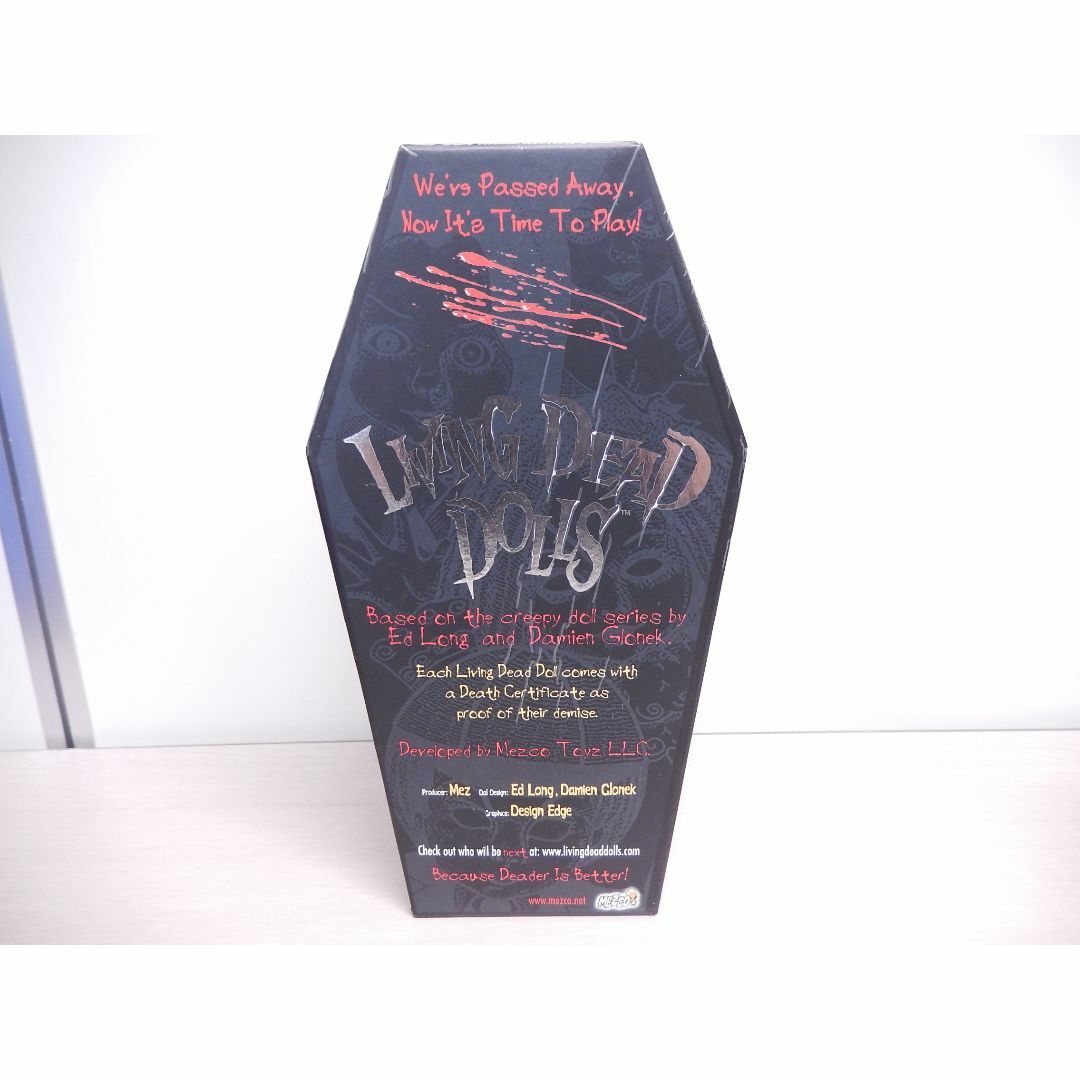 We've Passed Away,
Now It's Time To Play!
LIVING DEAD
DOLLS™
Based on the creepy doll series by
Ed Long and Damien Glonek.
Each Living Dead Doll comes with
a Death Certificate as
proof of their demise.
Developed by Mezco Toyz LLC
Producer: Mez Doll Design: Ed Long, Damien Glonek
Graphics: Design Edge
Check out who will be next at: www.livingdeaddolls.com
Because Deader Is Better!
www.mezco.net MEZCO